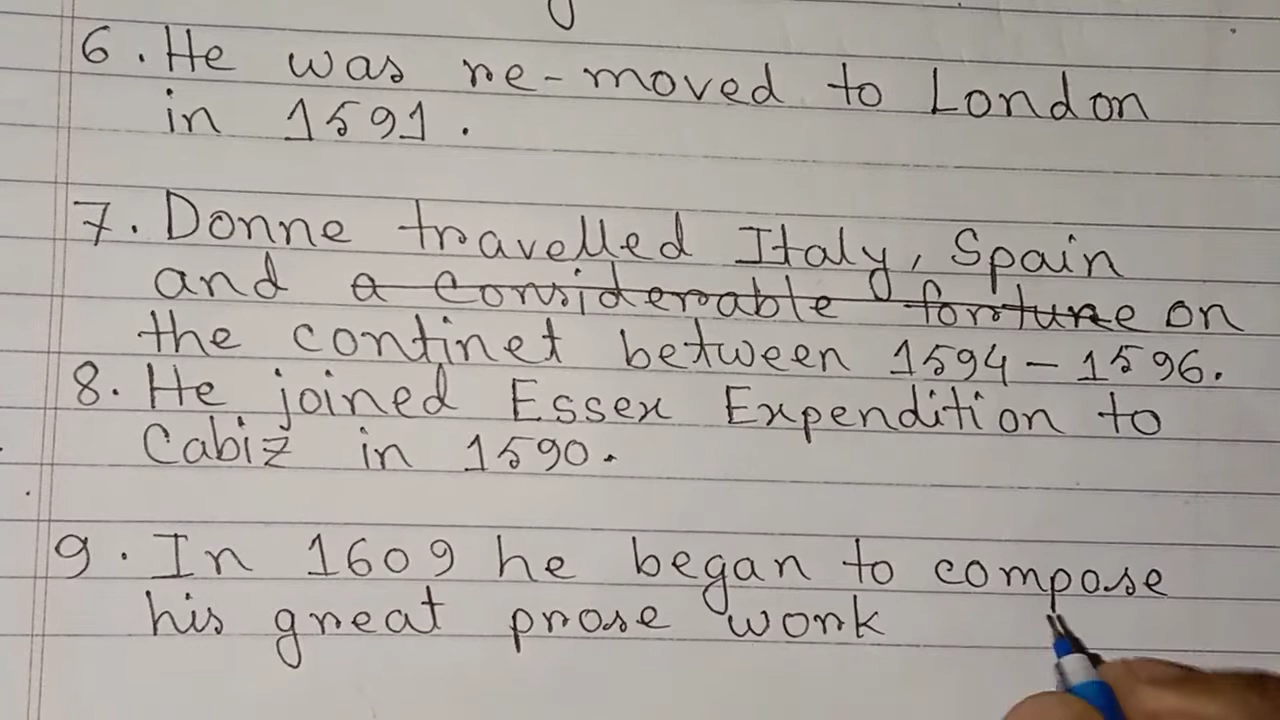 6. He was re-moved to London
in 1591.
7. Donne travelled Italy, Spain
and a considerable fortune on
the continet between 1594-1596.
8. He joined Essex Expendition to
Cabiz in 1590.
9. In 1609 he began to compose
his great prose work